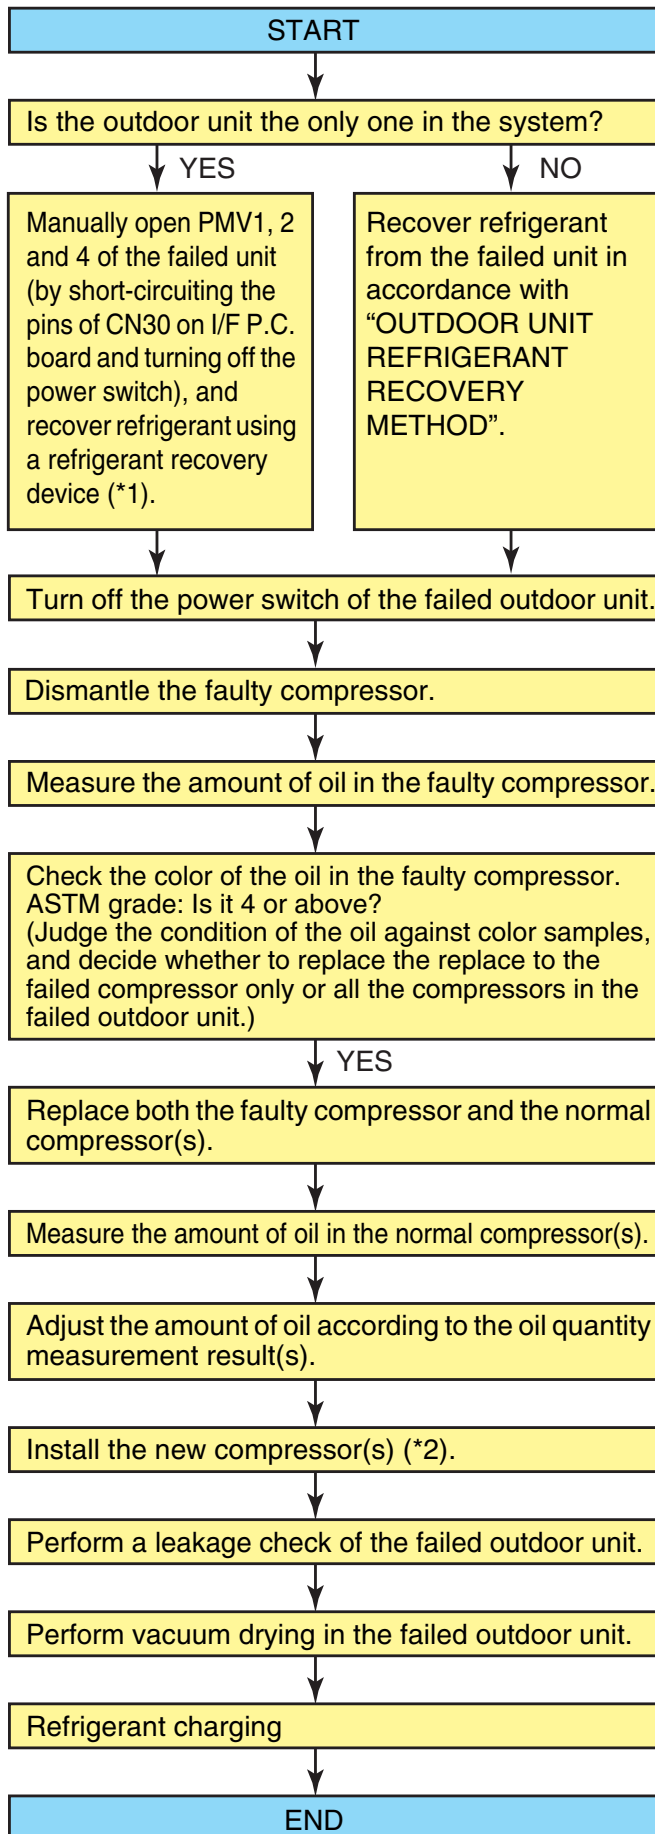 START
Is the outdoor unit the only one in the system?
YES
NO
Manually open PMV1, 2
and 4 of the failed unit
(by short-circuiting the
pins of CN30 on I/F P.C.
board and turning off the
power switch), and
recover refrigerant using
a refrigerant recovery
device (*1).
Recover refrigerant
from the failed unit in
accordance with
“OUTDOOR UNIT
REFRIGERANT
RECOVERY
METHOD”.
Turn off the power switch of the failed outdoor unit.
Dismantle the faulty compressor.
Measure the amount of oil in the faulty compressor.
Check the color of the oil in the faulty compressor.
ASTM grade: Is it 4 or above?
(Judge the condition of the oil against color samples,
and decide whether to replace the replace to the
failed compressor only or all the compressors in the
failed outdoor unit.)
YES
Replace both the faulty compressor and the normal
compressor(s).
Measure the amount of oil in the normal compressor(s).
Adjust the amount of oil according to the oil quantity
measurement result(s).
Install the new compressor(s) (*2).
Perform a leakage check of the failed outdoor unit.
Perform vacuum drying in the failed outdoor unit.
Refrigerant charging
END